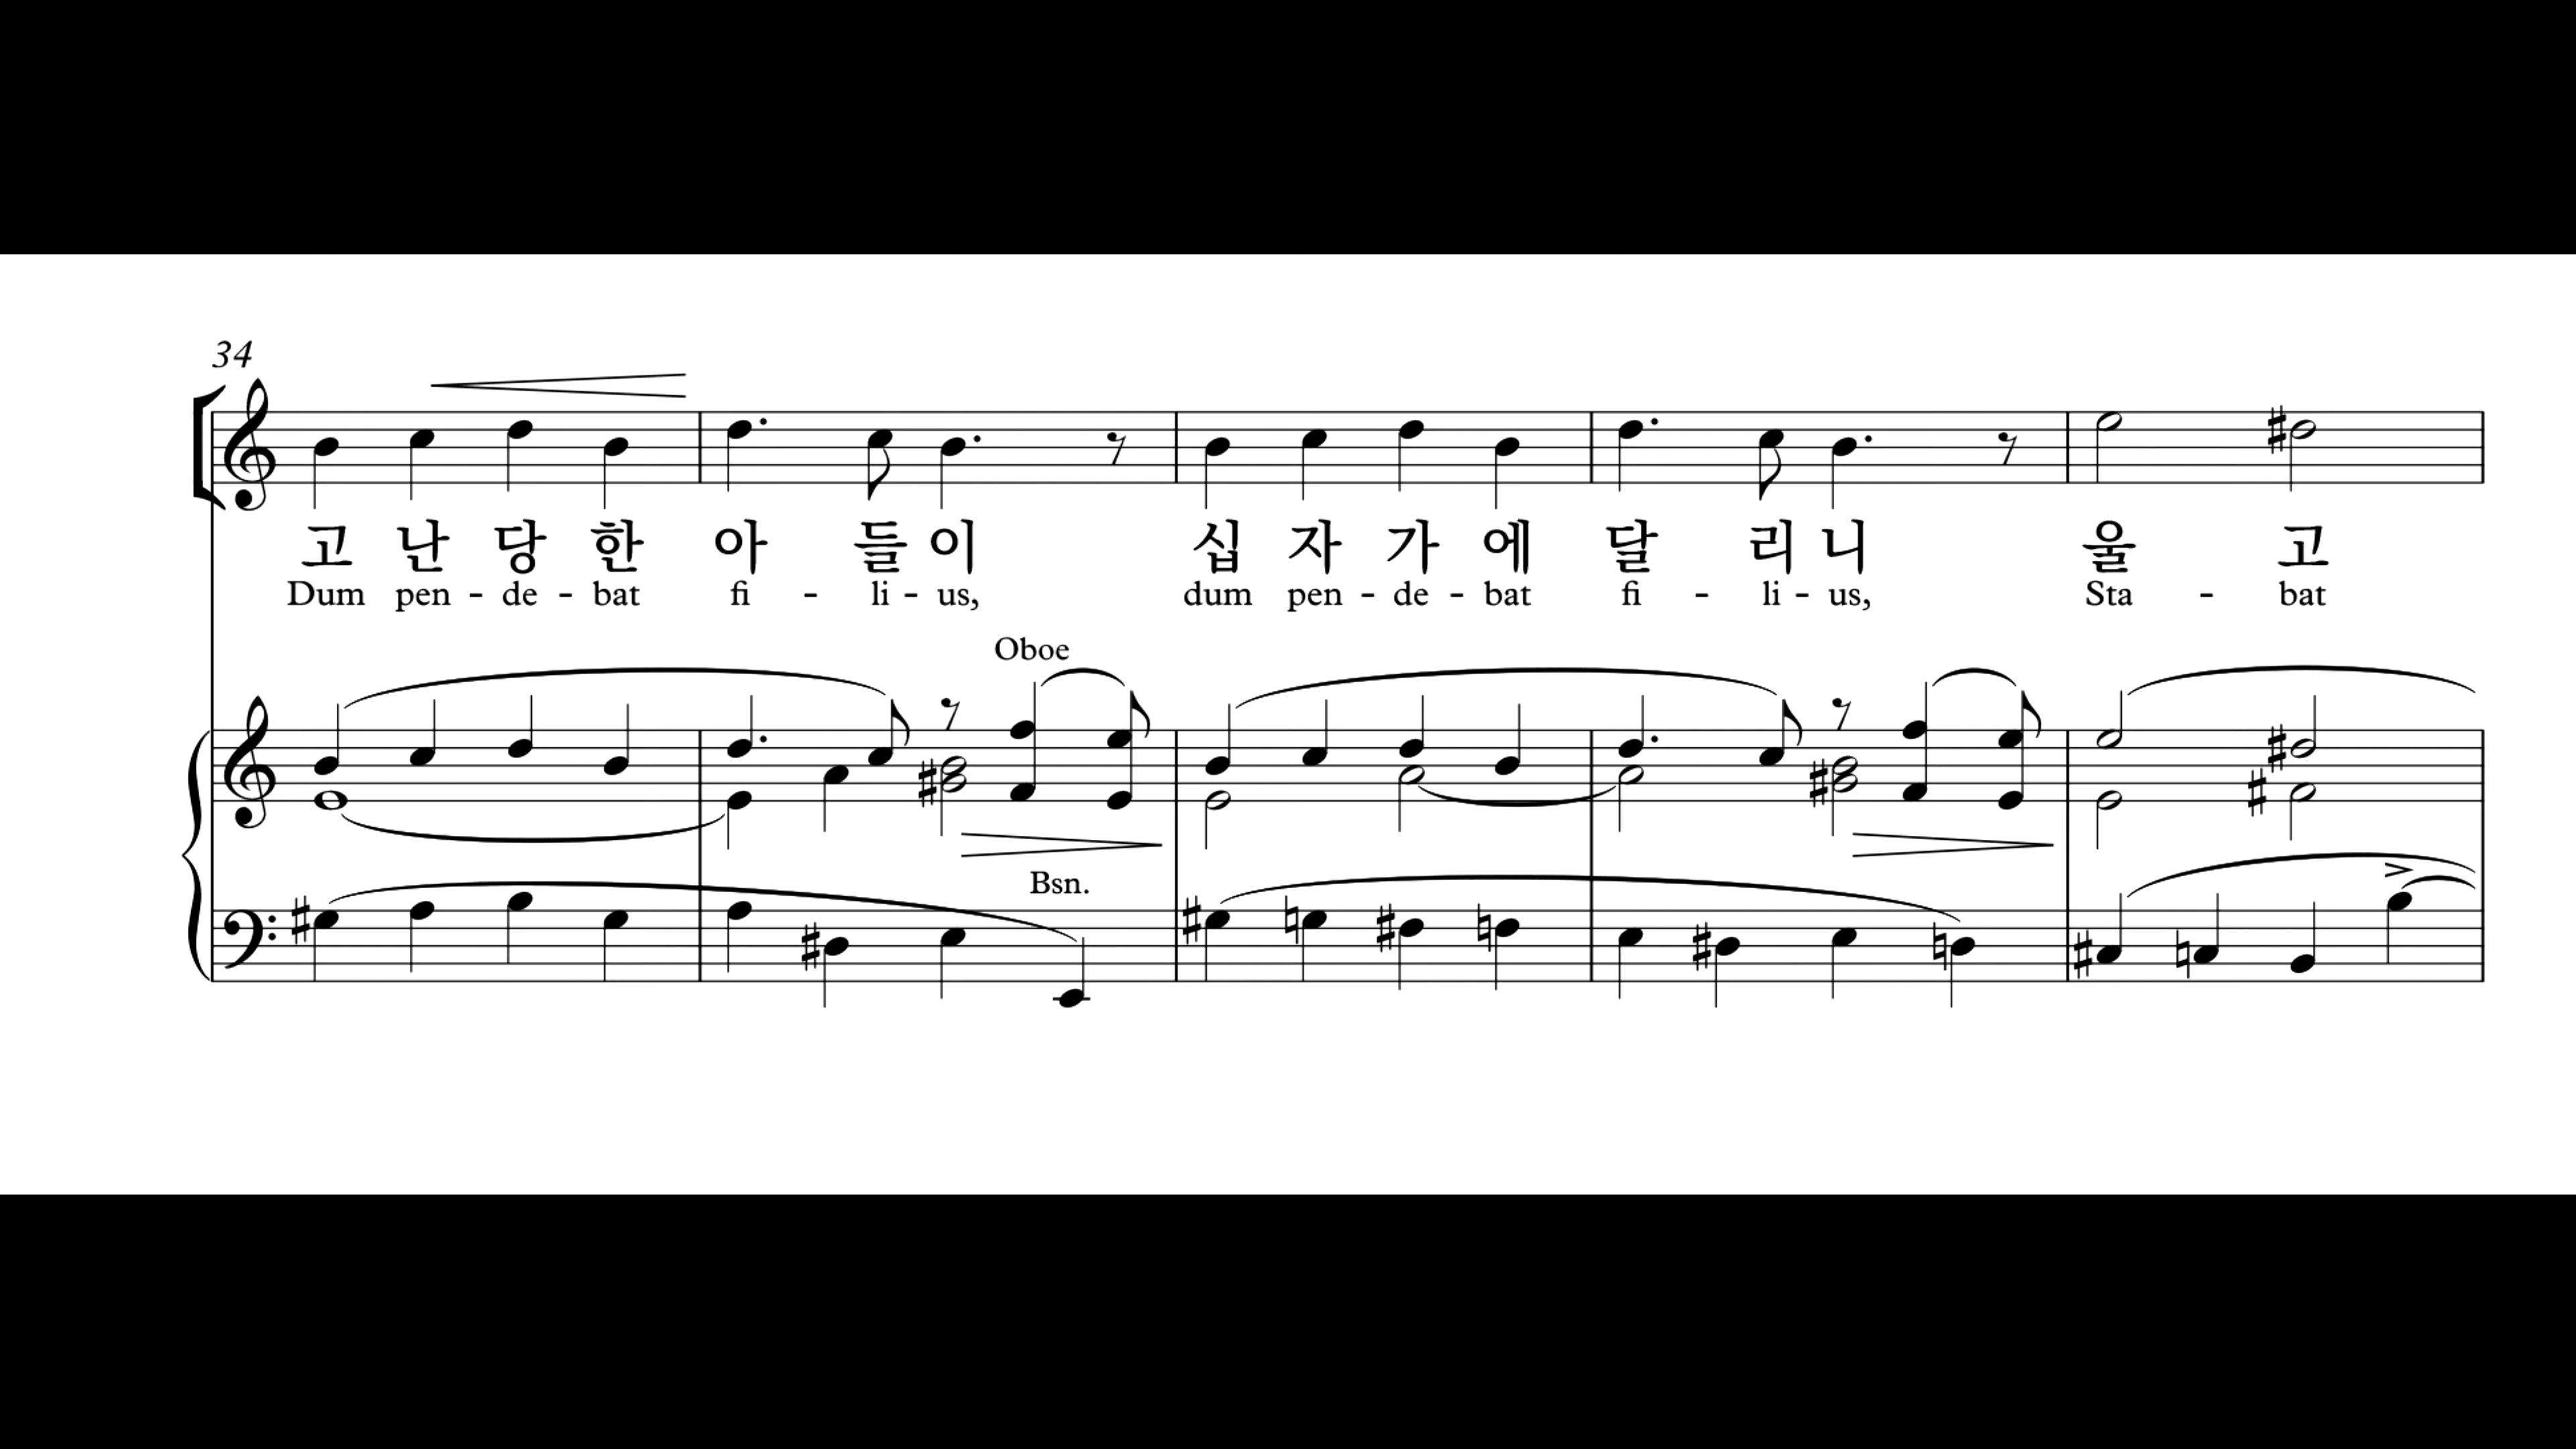 34
고 난 당 한 아 들 이 십 자 가 에 달 리 니 울 고
Dum pen - de - bat fi - li - us, dum pen - de - bat fi - li - us, Sta - bat
Oboe
Bsn.